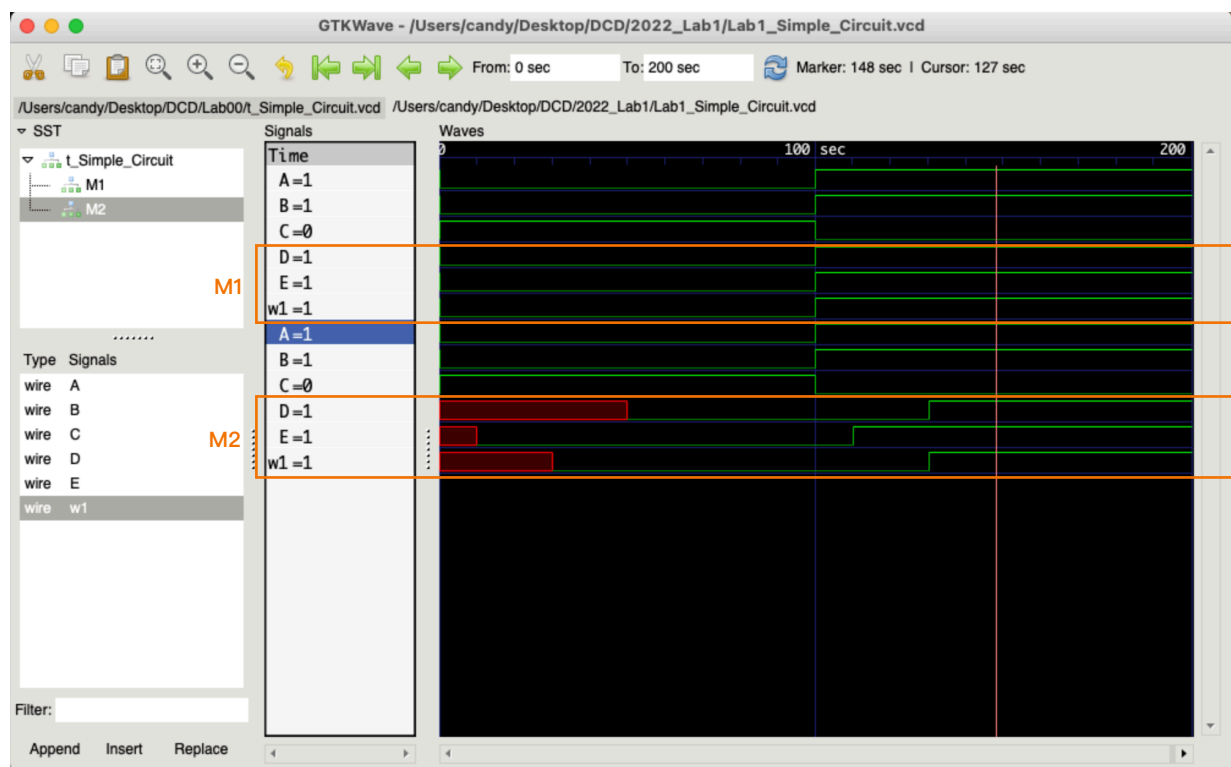 GTKWave - /Users/candy/Desktop/DCD/2022_Lab1/Lab1_Simple_Circuit.vcd
From: 0 sec To: 200 sec Marker: 148 sec | Cursor: 127 sec
/Users/candy/Desktop/DCD/Lab00/t_Simple_Circuit.vcd /Users/candy/Desktop/DCD/2022_Lab1/Lab1_Simple_Circuit.vcd
SST
t_Simple_Circuit
M1
M2
Type Signals
wire A
wire B
wire C
wire D
wire E
wire w1
Filter:
Append Insert Replace
Signals
Time
A=1
B=1
C=0
D=1
E=1
w1=1
A=1
B=1
C=0
D=1
E=1
w1=1
M1
M2
Waves
0 100 sec 200